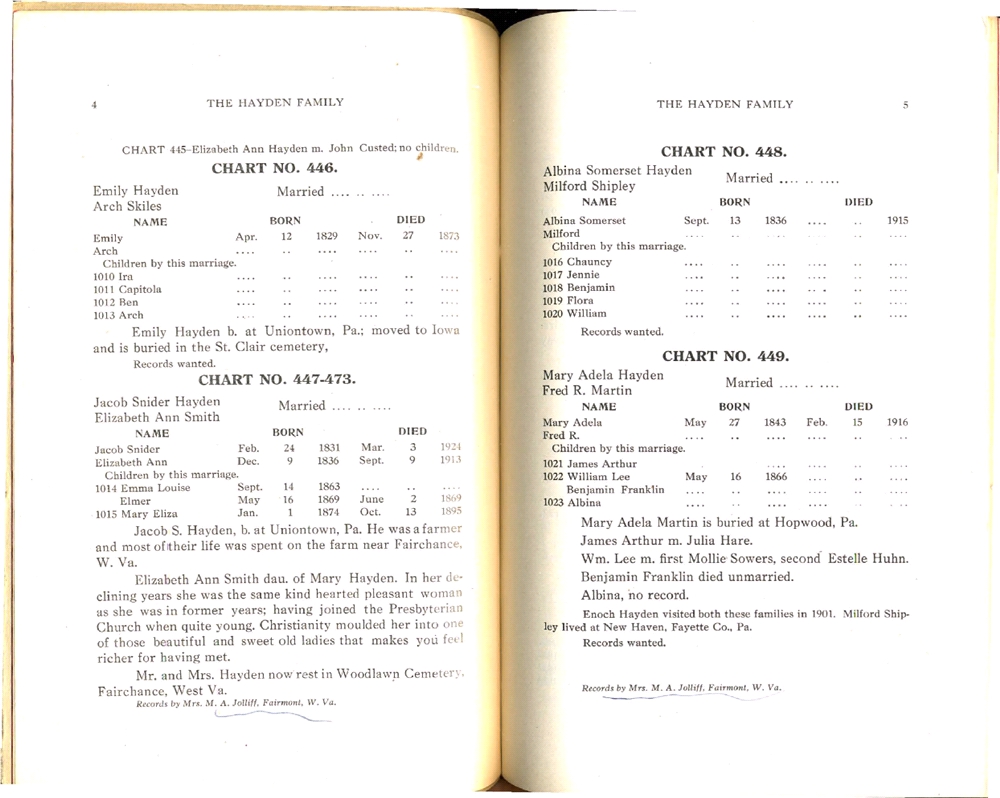 4 THE HAYDEN FAMILY
CHART 445–Elizabeth Ann Hayden m. John Custed; no children.
CHART NO. 446.
Emily Hayden Married .... .. ....
Arch Skiles
NAME BORN DIED
Emily Apr. 12 1829 Nov. 27 1873
Arch .... .. .... .... .. ....
Children by this marriage.
1010 Ira .... .. .... .... .. ....
1011 Capitola .... .. .... .... .. ....
1012 Ben .... .. .... .... .. ....
1013 Arch .... .. .... .... .. ....
Emily Hayden b. at Uniontown, Pa.; moved to Iowa
and is buried in the St. Clair cemetery,
Records wanted.
CHART NO. 447-473.
Jacob Snider Hayden Married .... .. ....
Elizabeth Ann Smith
NAME BORN DIED
Jacob Snider Feb. 24 1831 Mar. 3 1924
Elizabeth Ann Dec. 9 1836 Sept. 9 1913
Children by this marriage.
1014 Emma Louise Sept. 14 1863 .... .. ....
Elmer May 16 1869 June 2 1869
1015 Mary Eliza Jan. 1 1874 Oct. 13 1895
Jacob S. Hayden, b. at Uniontown, Pa. He was a farmer
and most of their life was spent on the farm near Fairchance,
W. Va.
Elizabeth Ann Smith dau. of Mary Hayden. In her de-
clining years she was the same kind hearted pleasant woman
as she was in former years; having joined the Presbyterian
Church when quite young. Christianity moulded her into one
of those beautiful and sweet old ladies that makes you feel
richer for having met.
Mr. and Mrs. Hayden now rest in Woodlawn Cemetery,
Fairchance, West Va.
Records by Mrs. M. A. Jolliff, Fairmont, W. Va.
THE HAYDEN FAMILY 5
CHART NO. 448.
Albina Somerset Hayden Married .... .. ....
Milford Shipley
NAME BORN DIED
Albina Somerset Sept. 13 1836 .... .. 1915
Milford .... .. .... .... .. ....
Children by this marriage.
1016 Chauncy .... .. .... .... .. ....
1017 Jennie .... .. .... .... .. ....
1018 Benjamin .... .. .... .... .. ....
1019 Flora .... .. .... .... .. ....
1020 William .... .. .... .... .. ....
Records wanted.
CHART NO. 449.
Mary Adela Hayden Married .... .. ....
Fred R. Martin
NAME BORN DIED
Mary Adela May 27 1843 Feb. 15 1916
Fred R. .... .. .... .... .. ....
Children by this marriage.
1021 James Arthur .... .... .. ....
1022 William Lee May 16 1866 .... .. ....
Benjamin Franklin .... .. .... .... .. ....
1023 Albina .... .. .... .... .. ....
Mary Adela Martin is buried at Hopwood, Pa.
James Arthur m. Julia Hare.
Wm. Lee m. first Mollie Sowers, second Estelle Huhn.
Benjamin Franklin died unmarried.
Albina, no record.
Enoch Hayden visited both these families in 1901. Milford Ship-
ley lived at New Haven, Fayette Co., Pa.
Records wanted.
Records by Mrs. M. A. Jolliff, Fairmont, W. Va.